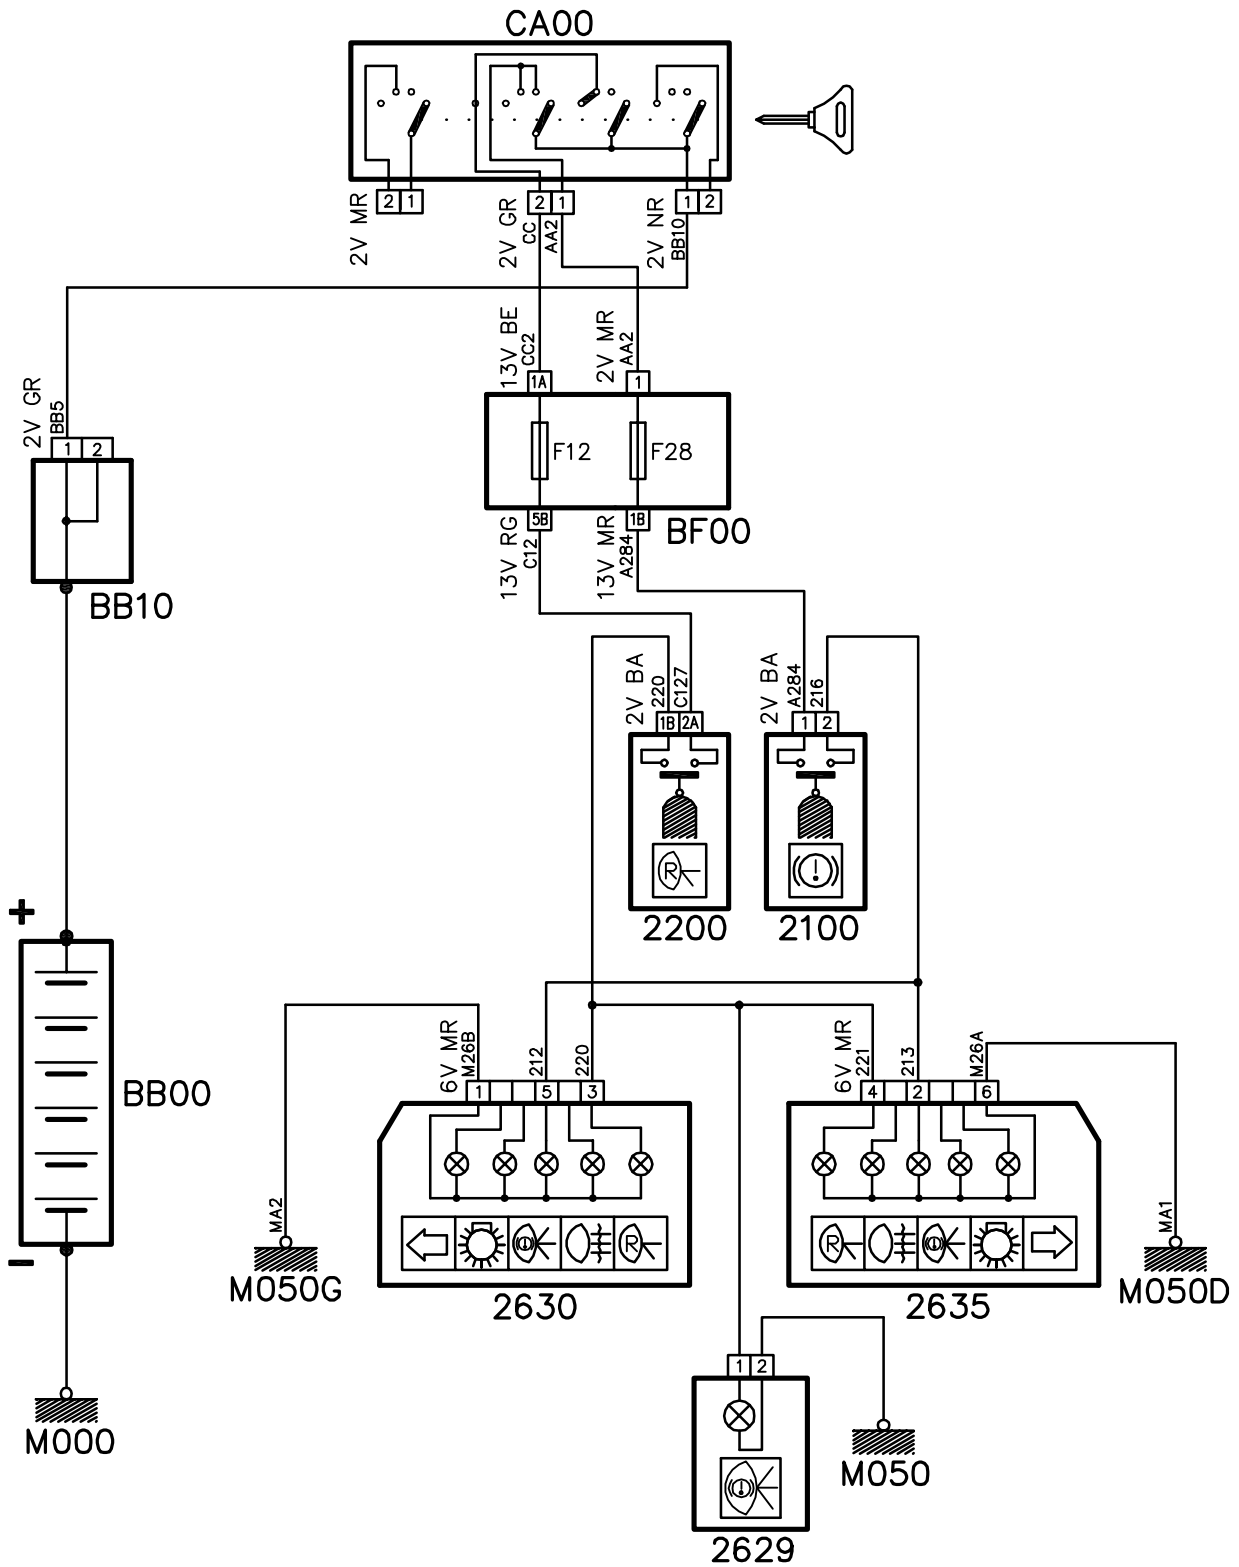 CA00
2 1
2 1
1 2
2V MR
2V GR
CC
AA2
2V NR
BB10
13V BE
CC2
2V MR
AA2
1A
1
F12
F28
5B
1B
BF00
13V RG
C12
13V MR
A284
2V GR
BB5
1 2
BB10
2V BA
220
C127
2V BA
A284
216
1B 2A
1 2
R
!
2200
2100
+
BB00
-
M000
6V MR
M26B
212
220
6V MR
221
213
M26A
1 5 3
4 2 6
MA2
MA1
! R
R !
M050G
2630
2635
M050D
1 2
!
M050
2629